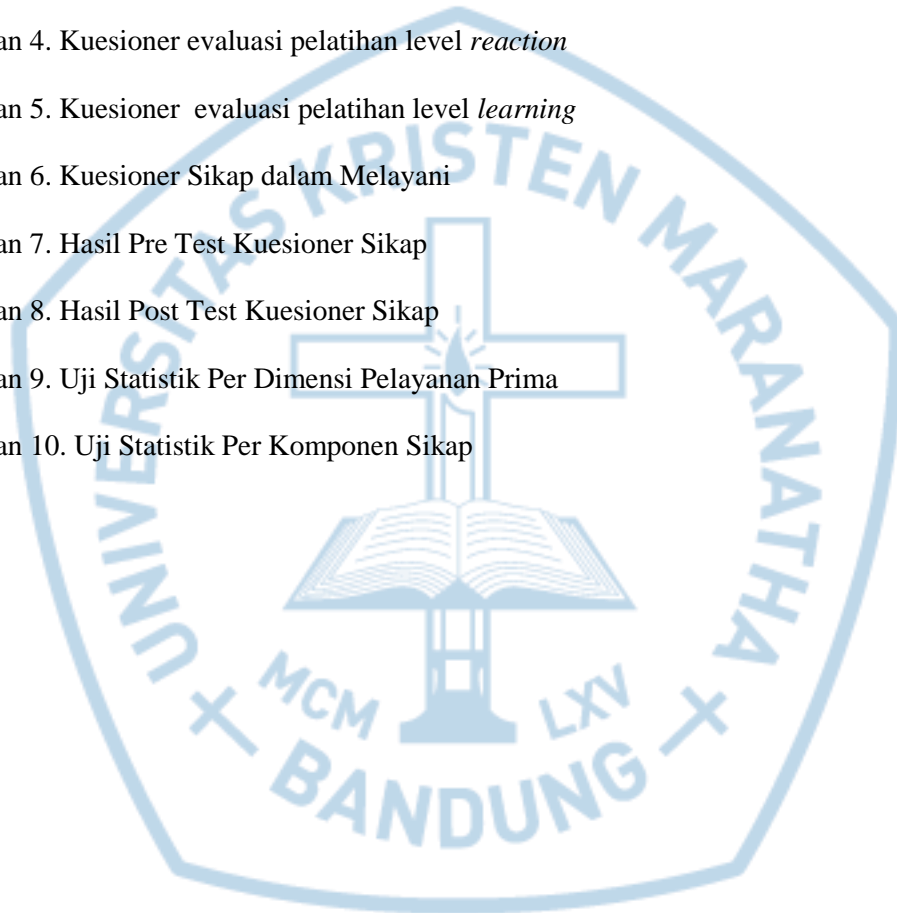 an 4. Kuesioner evaluasi pelatihan level reaction
an 5. Kuesioner evaluasi pelatihan level learning
an 6. Kuesioner Sikap dalam Melayani
an 7. Hasil Pre Test Kuesioner Sikap
an 8. Hasil Post Test Kuesioner Sikap
an 9. Uji Statistik Per Dimensi Pelayanan Prima
an 10. Uji Statistik Per Komponen Sikap
UNIVERSITAS KRISTEN MARANATHA
MCM LXV
BANDUNG